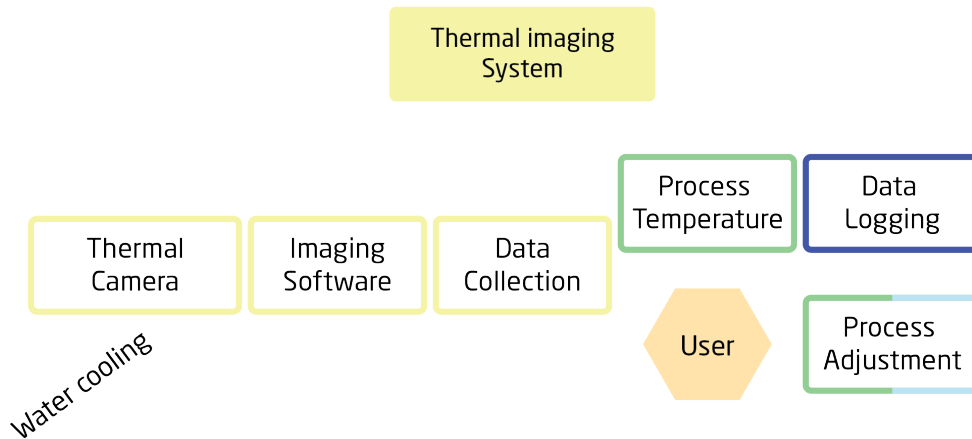 Thermal imaging
System
Process
Temperature
Data
Logging
Thermal
Camera
Imaging
Software
Data
Collection
User
Process
Adjustment
Water cooling